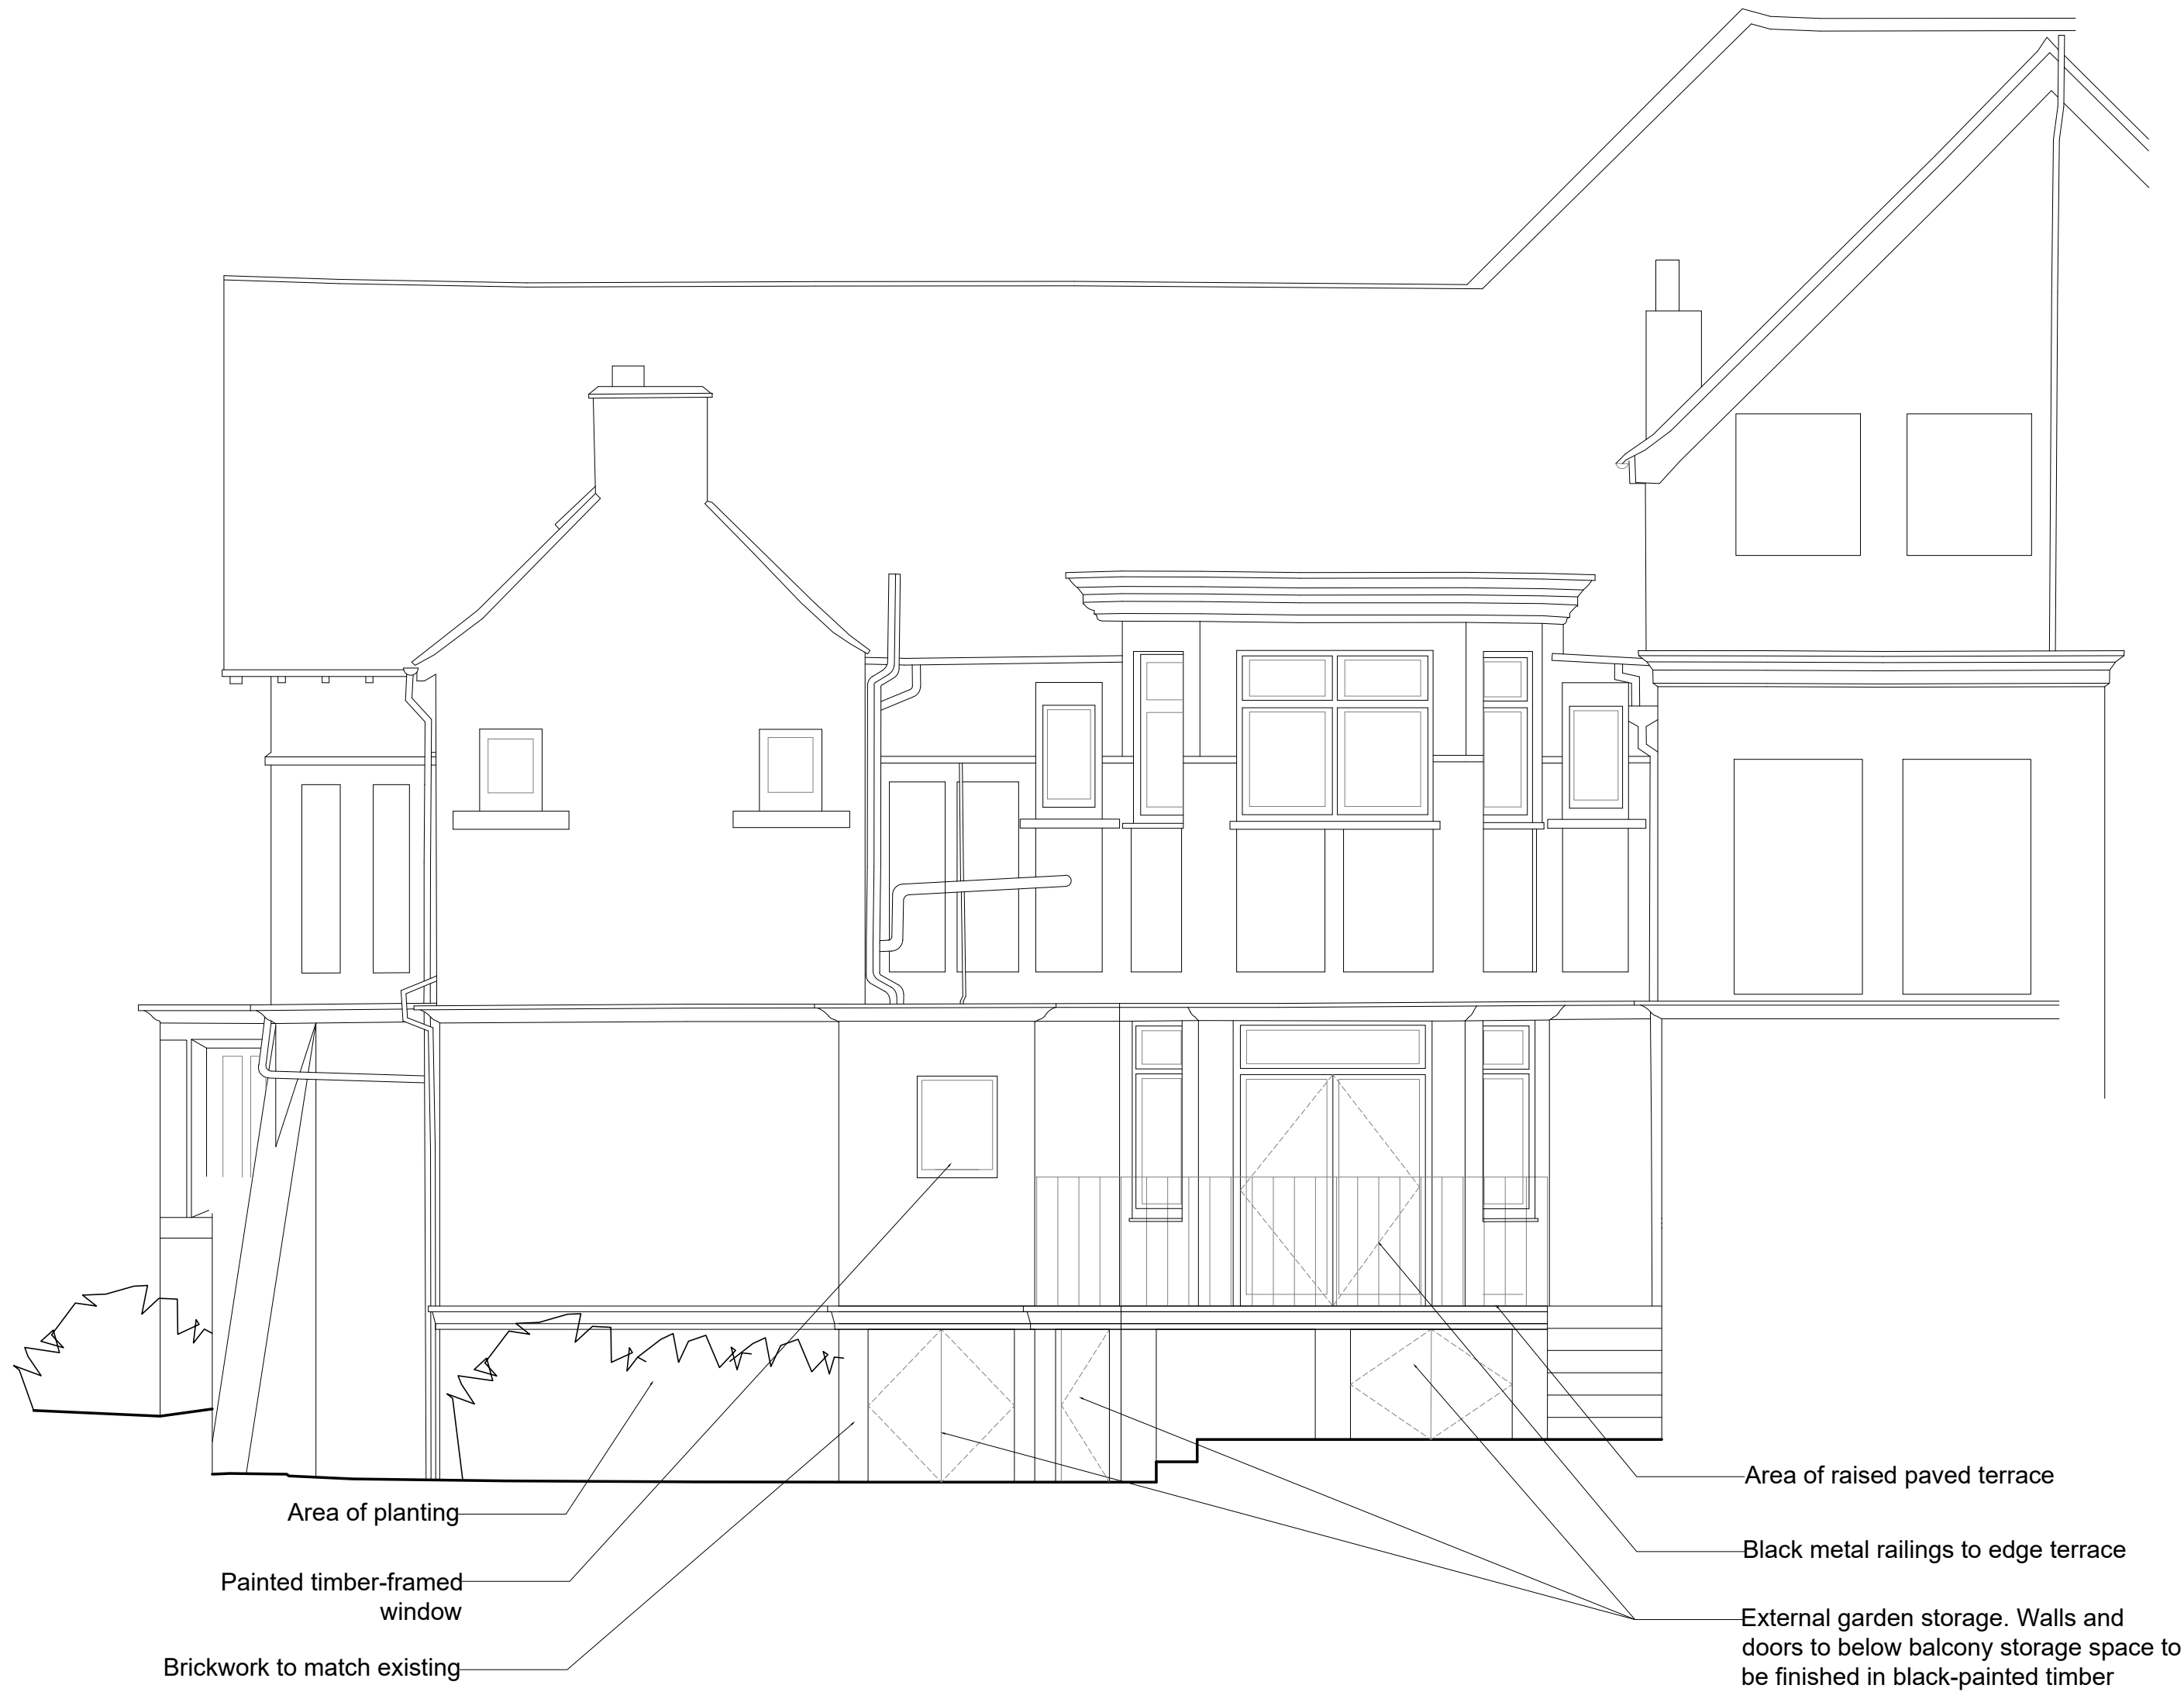 Area of planting
Painted timber-framed
window
Brickwork to match existing
Area of raised paved terrace
Black metal railings to edge terrace
External garden storage. Walls and
doors to below balcony storage space to
be finished in black-painted timber